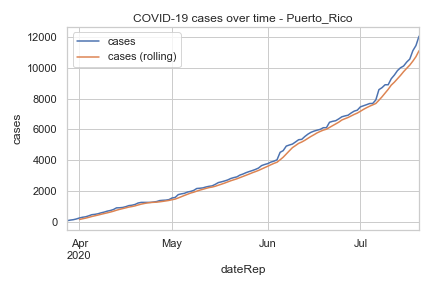 COVID-19 cases over time - Puerto_Rico
cases
cases (rolling)
12000
10000
8000
6000
4000
2000
0
cases
Apr May Jun Jul
2020
dateRep